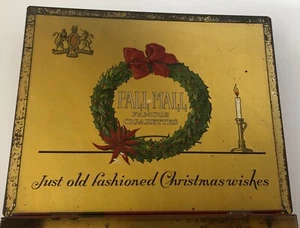 PALL MALL
FAMOUS
CIGARETTES
Just old fashioned Christmas wishes